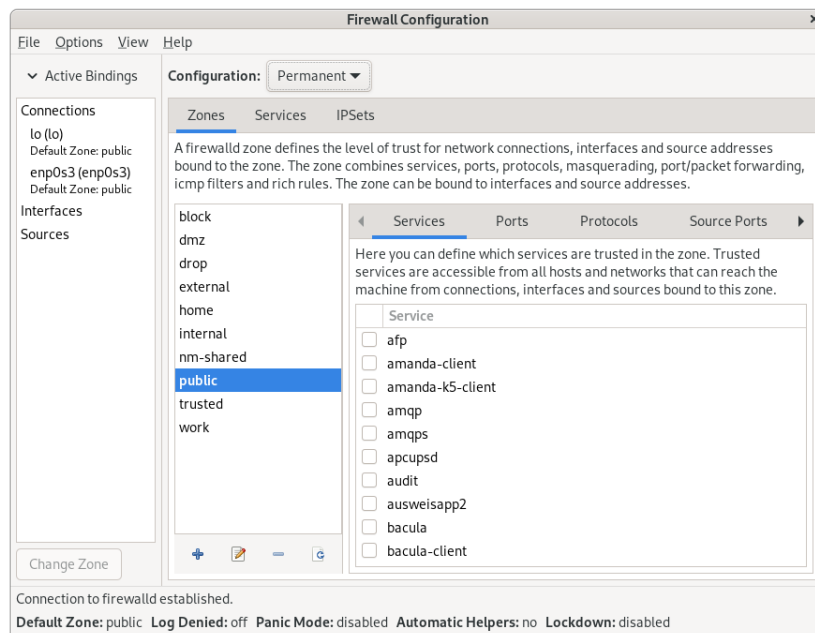 Firewall Configuration
File Options View Help
Active Bindings
Configuration: Permanent
Connections
lo (lo)
Default Zone: public
enp0s3 (enp0s3)
Default Zone: public
Interfaces
Sources
Change Zone
Zones Services IPSets
A firewalld zone defines the level of trust for network connections, interfaces and source addresses
bound to the zone. The zone combines services, ports, protocols, masquerading, port/packet forwarding,
icmp filters and rich rules. The zone can be bound to interfaces and source addresses.
block
dmz
drop
external
home
internal
nm-shared
public
trusted
work
Services Ports Protocols Source Ports
Here you can define which services are trusted in the zone. Trusted
services are accessible from all hosts and networks that can reach the
machine from connections, interfaces and sources bound to this zone.
Service
afp
amanda-client
amanda-k5-client
amqp
amqps
apcupsd
audit
ausweisapp2
bacula
bacula-client
Connection to firewalld established.
Default Zone: public Log Denied: off Panic Mode: disabled Automatic Helpers: no Lockdown: disabled